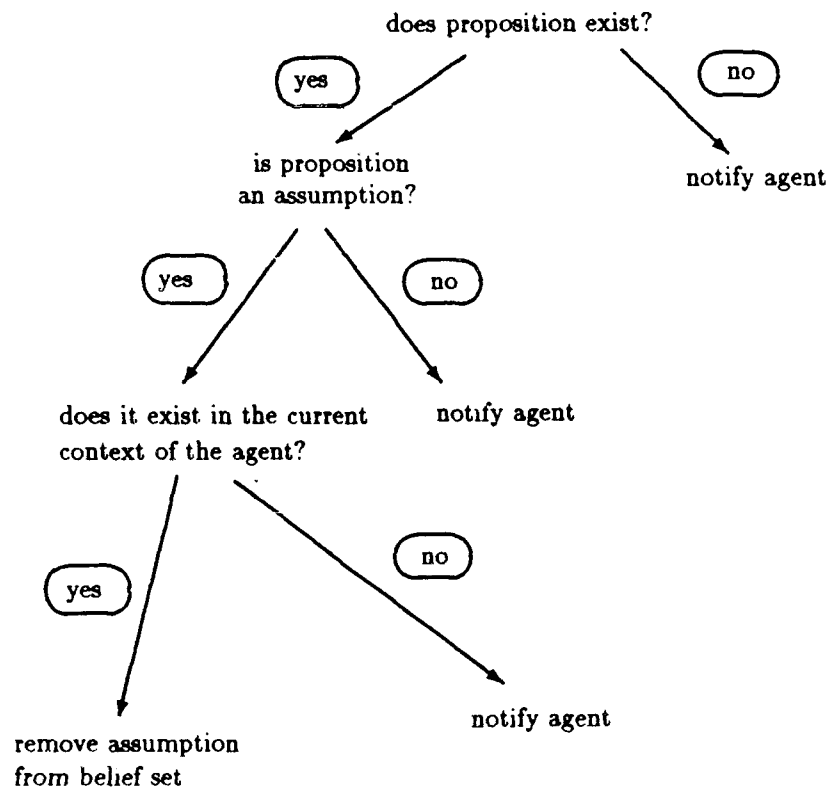 does proposition exist?
yes
no
is proposition
an assumption?
notify agent
yes
no
does it exist in the current
context of the agent?
notify agent
yes
no
notify agent
remove assumption
from belief set